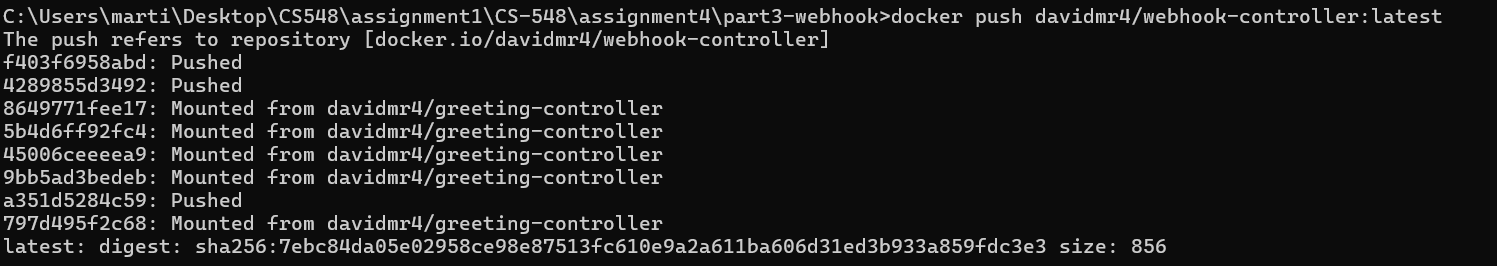 C:\Users\marti\Desktop\CS548\assignment1\CS-548\assignment4\part3-webhook>docker push davidmr4/webhook-controller:latest
The push refers to repository [docker.io/davidmr4/webhook-controller]
f403f6958abd: Pushed
4289855d3492: Pushed
8649771fee17: Mounted from davidmr4/greeting-controller
5b4d6ff92fc4: Mounted from davidmr4/greeting-controller
45006ceeeea9: Mounted from davidmr4/greeting-controller
9bb5ad3bedeb: Mounted from davidmr4/greeting-controller
a351d5284c59: Pushed
797d495f2c68: Mounted from davidmr4/greeting-controller
latest: digest: sha256:7ebc84da05e02958ce98e87513fc610e9a2a611ba606d31ed3b933a859fdc3e3 size: 856